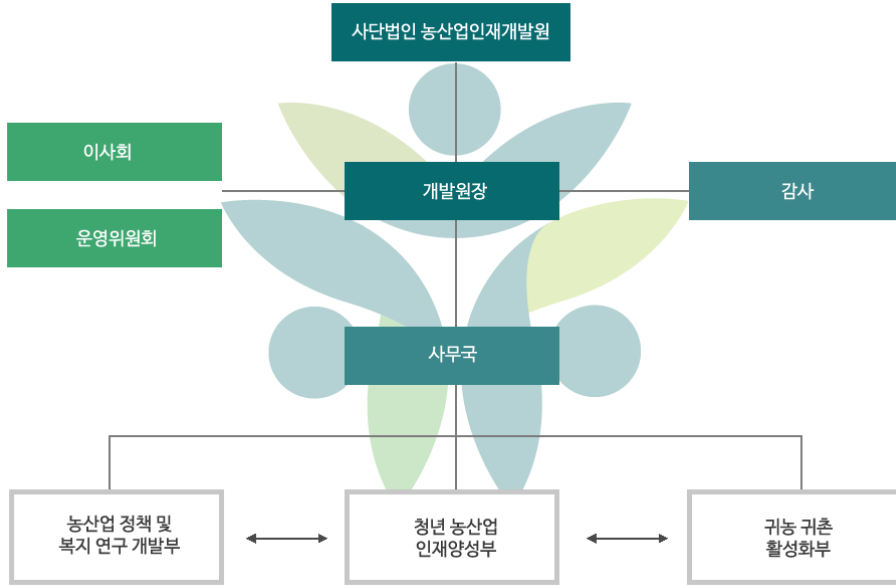 사단법인 농산업인재개발원
이사회
개발원장
감사
운영위원회
사무국
농산업 정책 및
복지 연구 개발부
청년 농산업
인재양성부
귀농 귀촌
활성화부